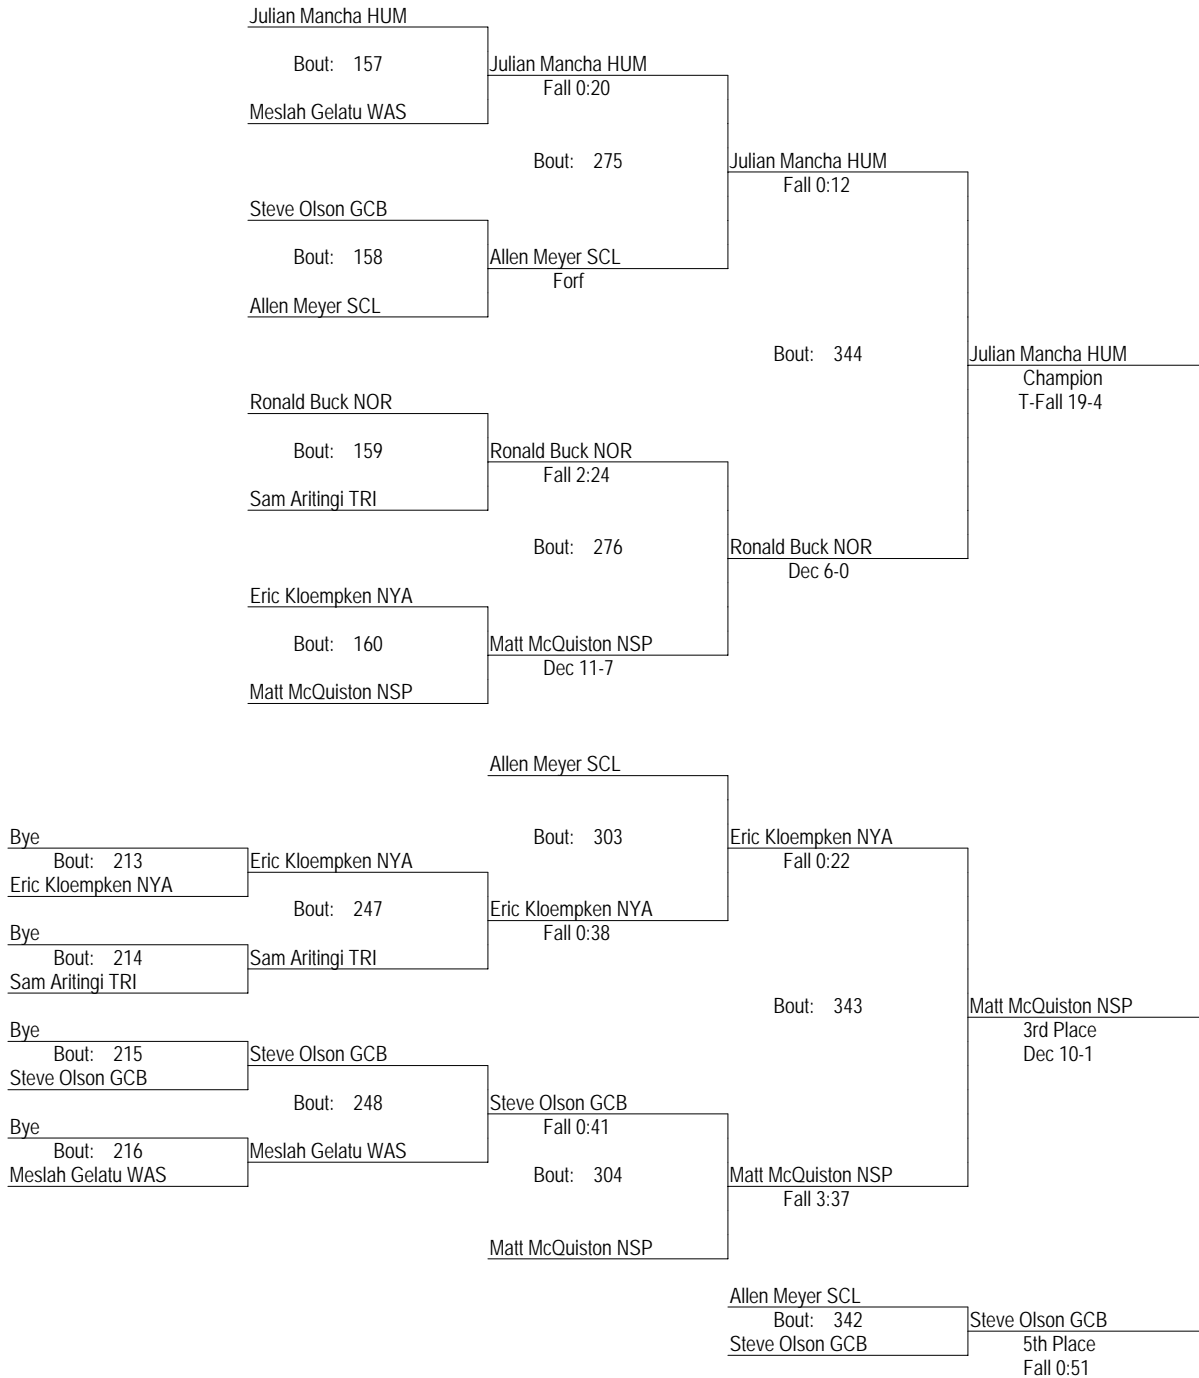 Julian Mancha HUM
Bout: 157
Julian Mancha HUM
Fall 0:20
Meslah Gelatu WAS
Bout: 275
Julian Mancha HUM
Fall 0:12
Steve Olson GCB
Bout: 158
Allen Meyer SCL
Forf
Allen Meyer SCL
Bout: 344
Julian Mancha HUM
Champion
T-Fall 19-4
Ronald Buck NOR
Bout: 159
Ronald Buck NOR
Fall 2:24
Sam Aritingi TRI
Bout: 276
Ronald Buck NOR
Dec 6-0
Eric Kloempken NYA
Bout: 160
Matt McQuiston NSP
Dec 11-7
Matt McQuiston NSP
Allen Meyer SCL
Bout: 303
Eric Kloempken NYA
Fall 0:22
Bye
Bout: 213
Eric Kloempken NYA
Eric Kloempken NYA
Bout: 247
Eric Kloempken NYA
Fall 0:38
Bye
Bout: 214
Sam Aritingi TRI
Sam Aritingi TRI
Bout: 343
Matt McQuiston NSP
3rd Place
Dec 10-1
Bye
Bout: 215
Steve Olson GCB
Steve Olson GCB
Bout: 248
Steve Olson GCB
Fall 0:41
Bye
Bout: 216
Meslah Gelatu WAS
Meslah Gelatu WAS
Bout: 304
Matt McQuiston NSP
Fall 3:37
Matt McQuiston NSP
Allen Meyer SCL
Bout: 342
Steve Olson GCB
Steve Olson GCB
5th Place
Fall 0:51